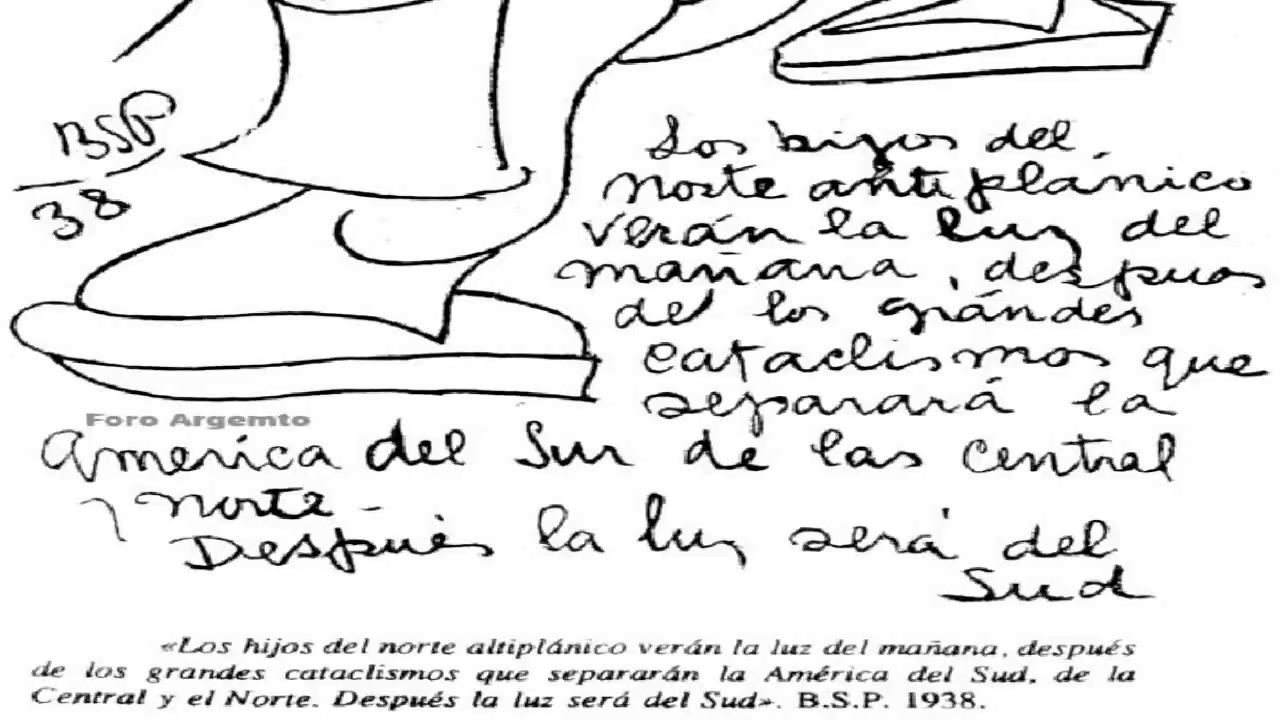 BSP
38
Los hijos del
norte antiplánico
verán la luz del
mañana, despues
de los grándes
cataclismos que
separará la
America del Sur de las Central
y norte -
Después la luz será del
Sud
Foro Argemto
«Los hijos del norte altiplánico verán la luz del mañana, después
de los grandes cataclismos que separarán la América del Sud, de la
Central y el Norte. Después la luz será del Sud». B.S.P. 1938.